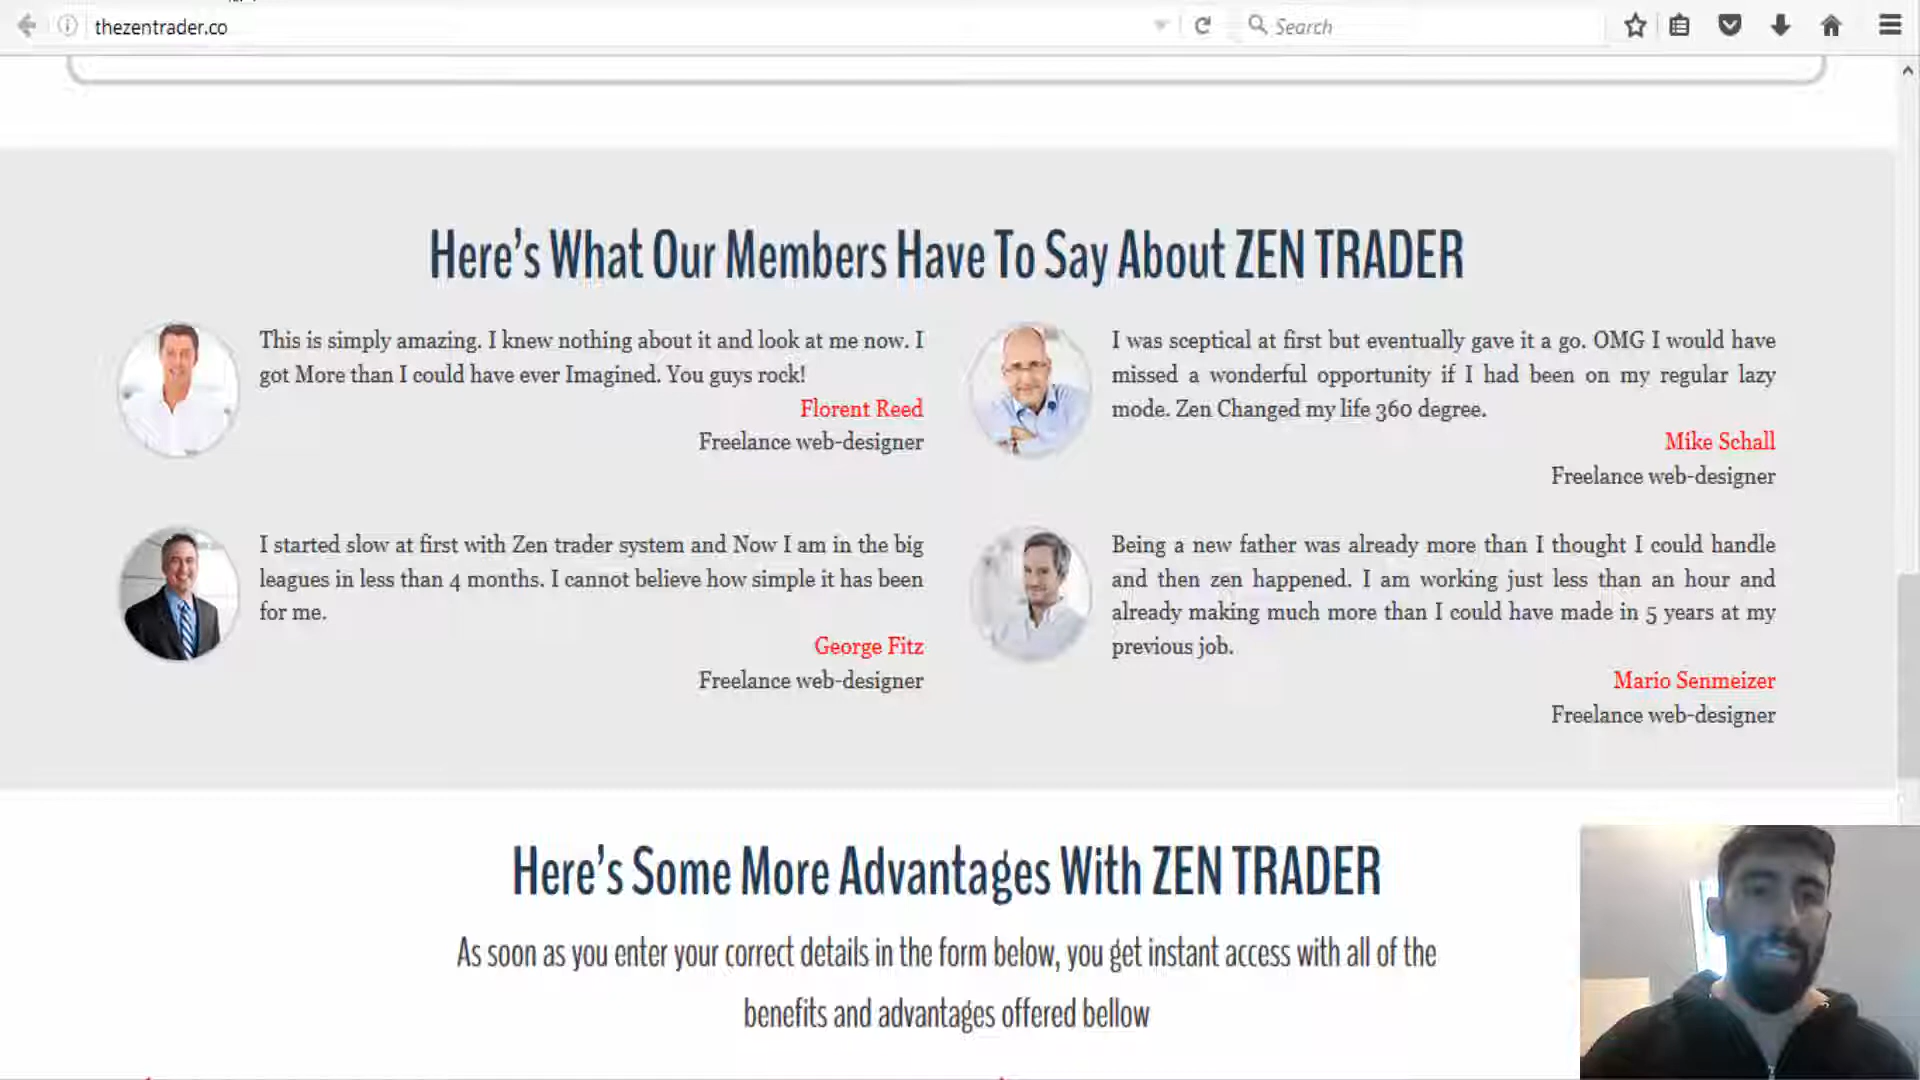 thezentrader.co
Search
Here's What Our Members Have To Say About ZEN TRADER
This is simply amazing. I knew nothing about it and look at me now. I
got More than I could have ever Imagined. You guys rock!
Florent Reed
Freelance web-designer
I was sceptical at first but eventually gave it a go. OMG I would have
missed a wonderful opportunity if I had been on my regular lazy
mode. Zen Changed my life 360 degree.
Mike Schall
Freelance web-designer
I started slow at first with Zen trader system and Now I am in the big
leagues in less than 4 months. I cannot believe how simple it has been
for me.
George Fitz
Freelance web-designer
Being a new father was already more than I thought I could handle
and then zen happened. I am working just less than an hour and
already making much more than I could have made in 5 years at my
previous job.
Mario Senmeizer
Freelance web-designer
Here's Some More Advantages With ZEN TRADER
As soon as you enter your correct details in the form below, you get instant access with all of the
benefits and advantages offered bellow